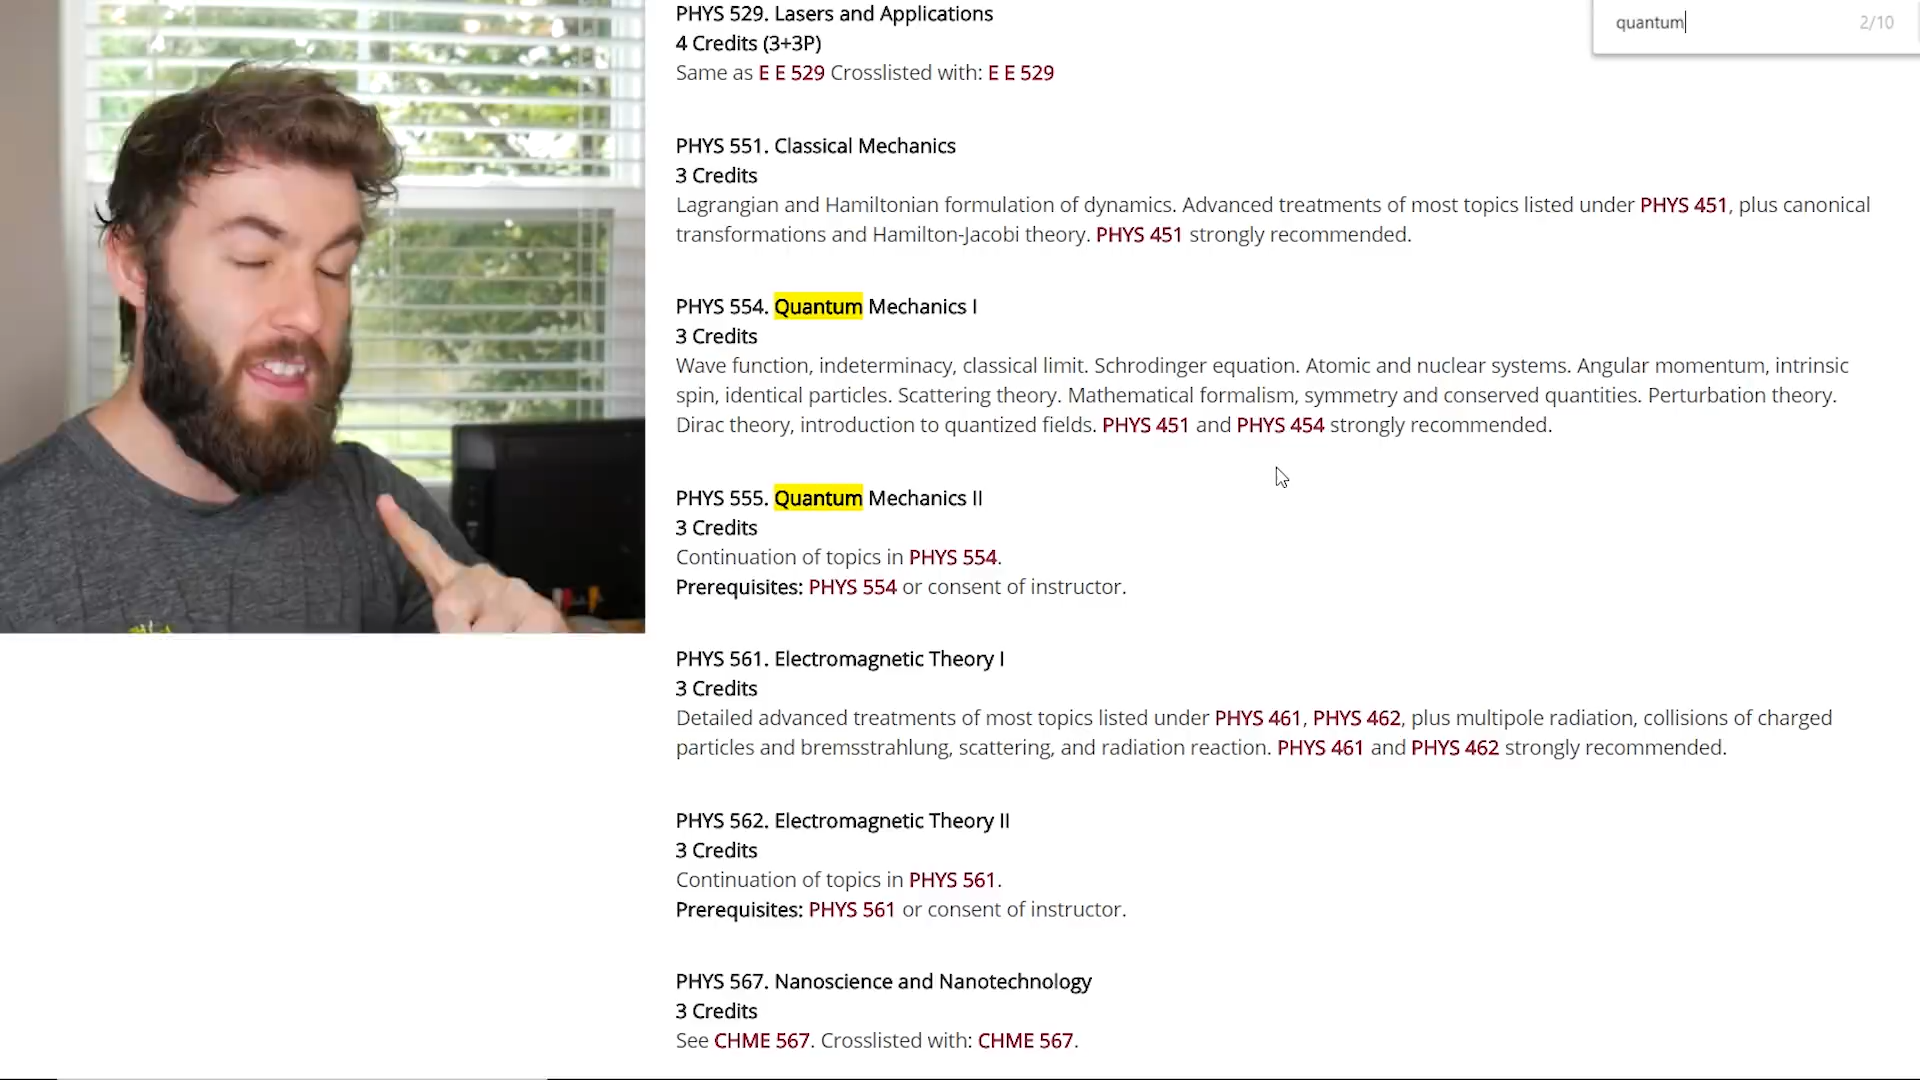 PHYS 529. Lasers and Applications
4 Credits (3+3P)
Same as E E 529 Crosslisted with: E E 529
quantum 2/10
PHYS 551. Classical Mechanics
3 Credits
Lagrangian and Hamiltonian formulation of dynamics. Advanced treatments of most topics listed under PHYS 451, plus canonical
transformations and Hamilton-Jacobi theory. PHYS 451 strongly recommended.
PHYS 554. Quantum Mechanics I
3 Credits
Wave function, indeterminacy, classical limit. Schrodinger equation. Atomic and nuclear systems. Angular momentum, intrinsic
spin, identical particles. Scattering theory. Mathematical formalism, symmetry and conserved quantities. Perturbation theory.
Dirac theory, introduction to quantized fields. PHYS 451 and PHYS 454 strongly recommended.
PHYS 555. Quantum Mechanics II
3 Credits
Continuation of topics in PHYS 554.
Prerequisites: PHYS 554 or consent of instructor.
PHYS 561. Electromagnetic Theory I
3 Credits
Detailed advanced treatments of most topics listed under PHYS 461, PHYS 462, plus multipole radiation, collisions of charged
particles and bremsstrahlung, scattering, and radiation reaction. PHYS 461 and PHYS 462 strongly recommended.
PHYS 562. Electromagnetic Theory II
3 Credits
Continuation of topics in PHYS 561.
Prerequisites: PHYS 561 or consent of instructor.
PHYS 567. Nanoscience and Nanotechnology
3 Credits
See CHME 567. Crosslisted with: CHME 567.